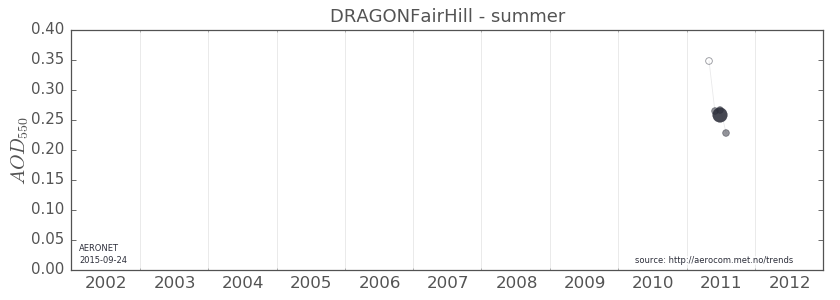 DRAGONFairHill - summer
0.40
0.35
0.30
0.25
0.20
0.15
0.10
0.05
0.00
AOD550
AERONET
2015-09-24
source: http://aerocom.met.no/trends
2002 2003 2004 2005 2006 2007 2008 2009 2010 2011 2012